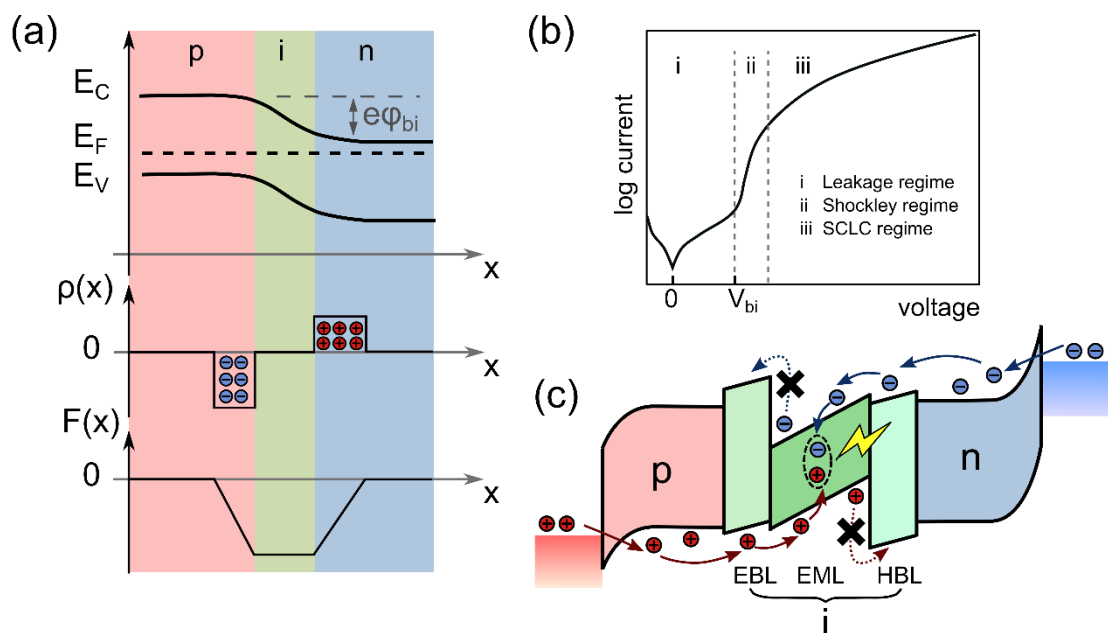 (a)
p i n
E_C
eφ_bi
E_F
E_V
x
ρ(x)
0
x
F(x)
0
x
(b)
log current
i ii iii
i Leakage regime
ii Shockley regime
iii SCLC regime
0 V_bi voltage
(c)
p n
EBL EML HBL
i